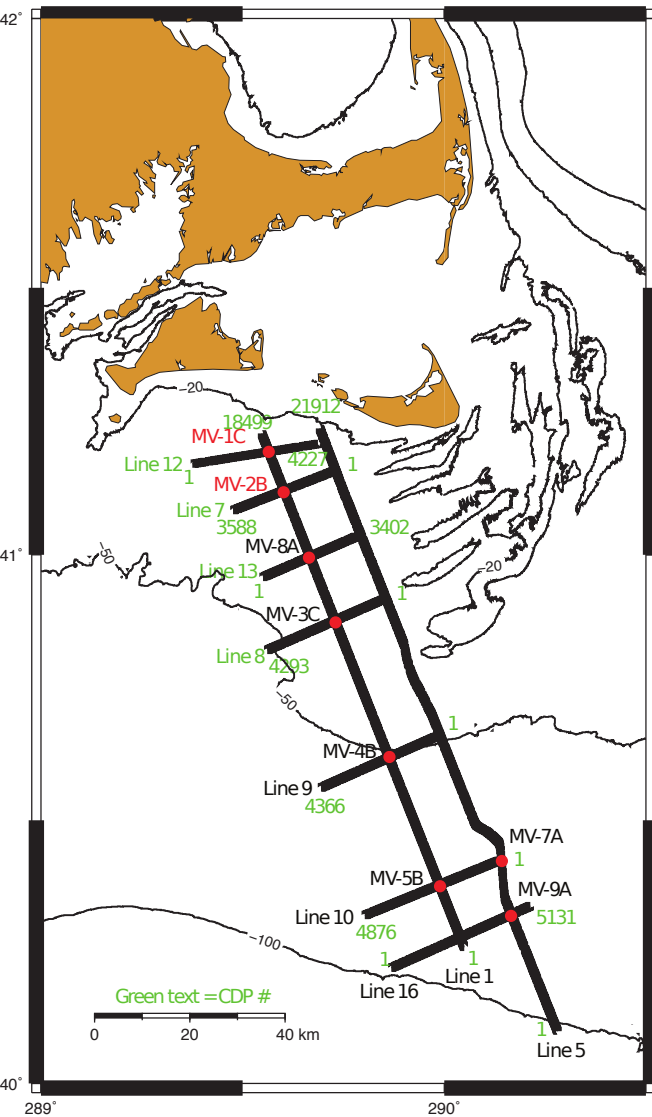 42°
−20
21912
18499
MV-1C
Line 12
4227
1
1
MV-2B
Line 7
3588
3402
41°
−50
MV-8A
Line 13
−20
1
1
MV-3C
Line 8
4293
−50
1
MV-4B
Line 9
4366
MV-7A
1
MV-5B
MV-9A
Line 10
4876
5131
−100
1
1
Line 1
Line 16
Green text = CDP #
0 20 40 km
1
Line 5
40°
289°
290°